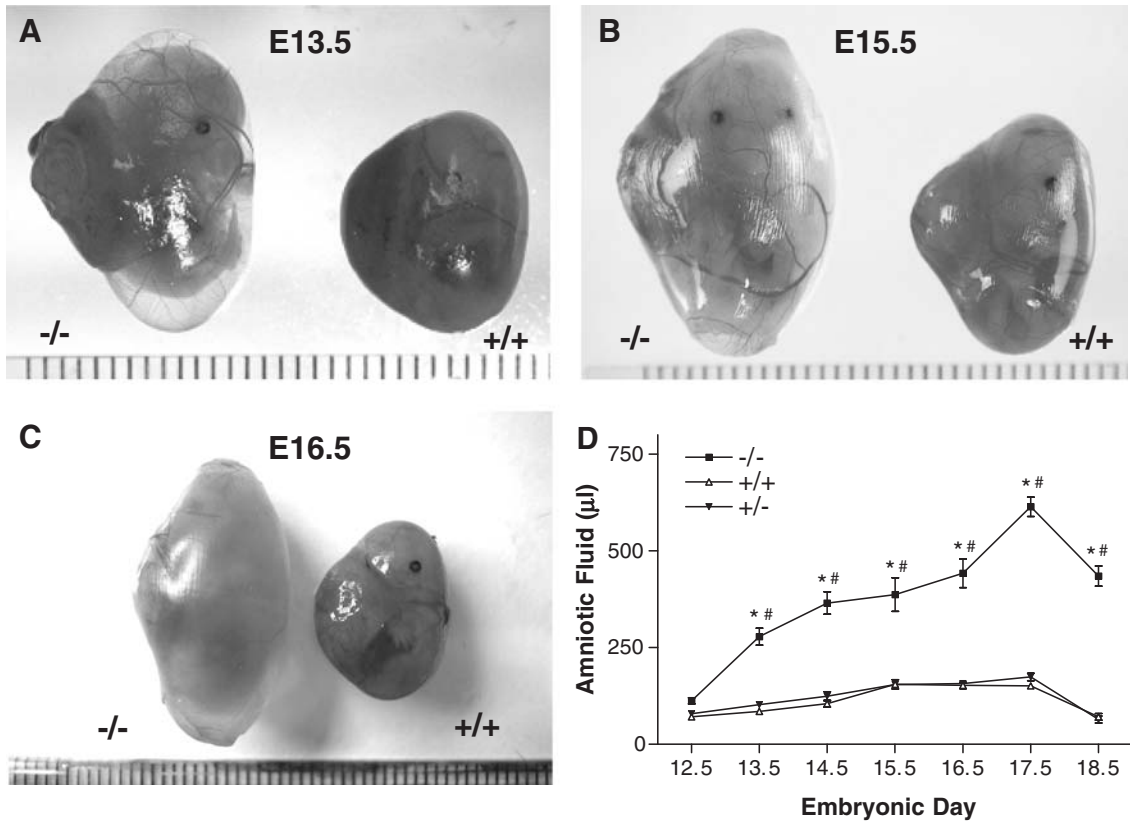 A
E13.5
-/-
+/+
B
E15.5
-/-
+/+
C
E16.5
-/-
+/+
D
-/-
+/+
+/-
Amniotic Fluid (µl)
750
500
250
0
* #
* #
* #
* #
* #
* #
12.5 13.5 14.5 15.5 16.5 17.5 18.5
Embryonic Day